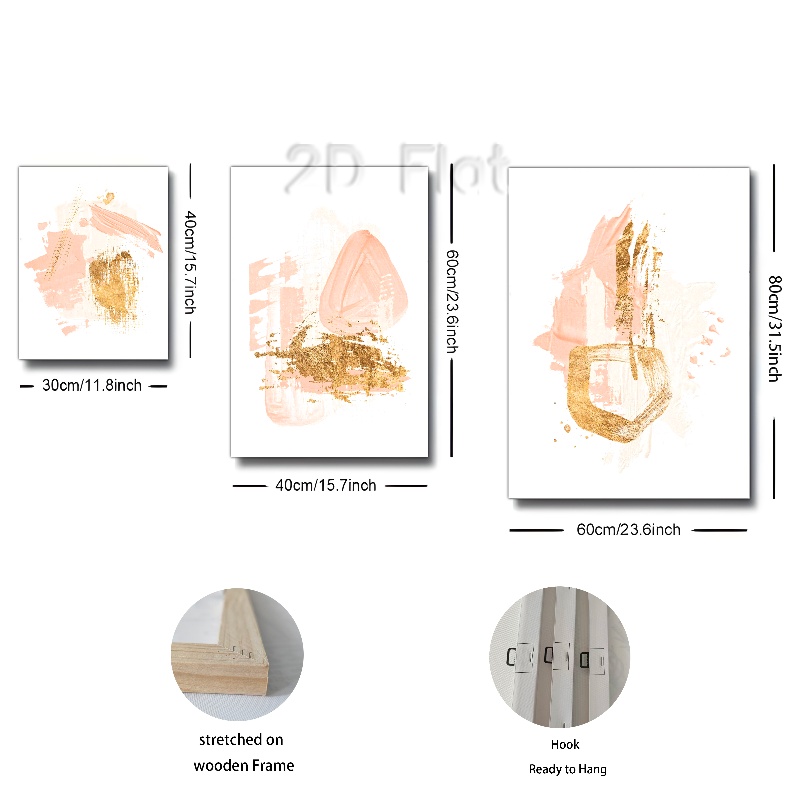 2D Flat
40cm/15.7inch
30cm/11.8inch
60cm/23.6inch
40cm/15.7inch
80cm/31.5inch
60cm/23.6inch
stretched on
wooden Frame
Hook
Ready to Hang